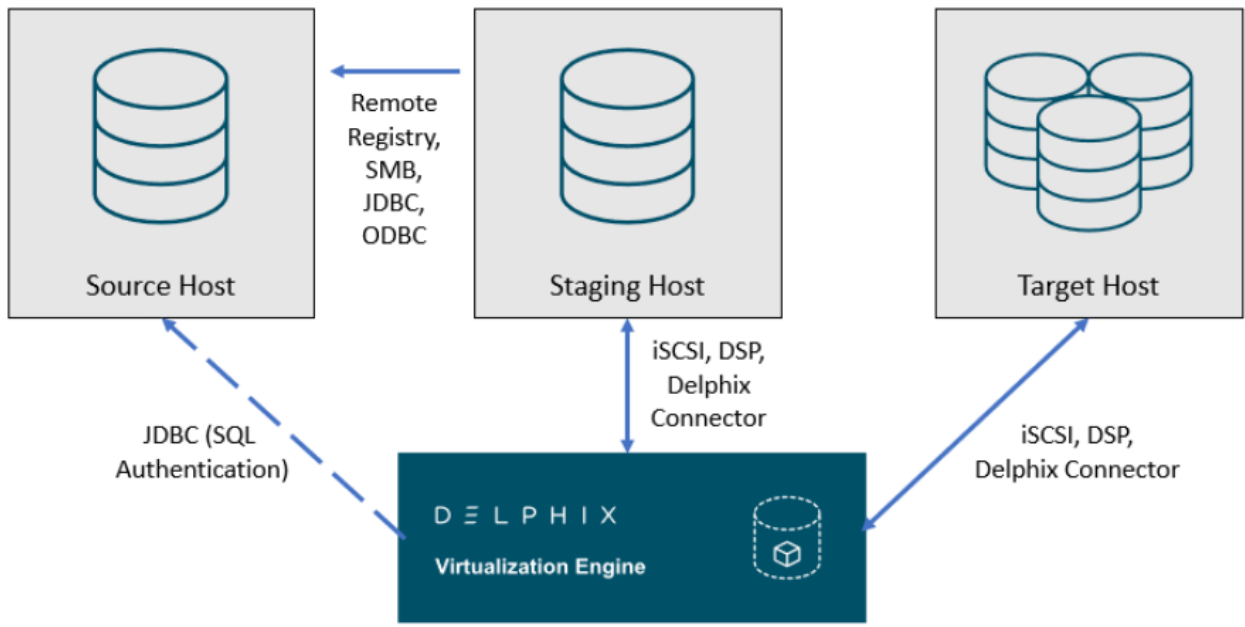 Remote
Registry,
SMB,
JDBC,
ODBC
Source Host
Staging Host
Target Host
iSCSI, DSP,
Delphix
Connector
JDBC (SQL
Authentication)
iSCSI, DSP,
Delphix Connector
DELPHIX
Virtualization Engine